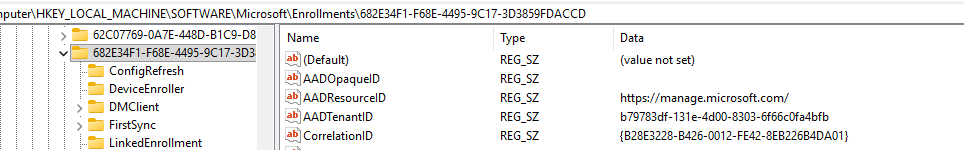 mputer\HKEY_LOCAL_MACHINE\SOFTWARE\Microsoft\Enrollments\682E34F1-F68E-4495-9C17-3D3859FDACCD
62C07769-0A7E-448D-B1C9-D8
682E34F1-F68E-4495-9C17-3D3
ConfigRefresh
DeviceEnroller
DMClient
FirstSync
LinkedEnrollment
Name Type Data
(Default) REG_SZ (value not set)
AADOpaqueID REG_SZ
AADResourceID REG_SZ https://manage.microsoft.com/
AADTenantID REG_SZ b79783df-131e-4d00-8303-6f66c0fa4bfb
CorrelationID REG_SZ {B28E3228-B426-0012-FE42-8EB226B4DA01}